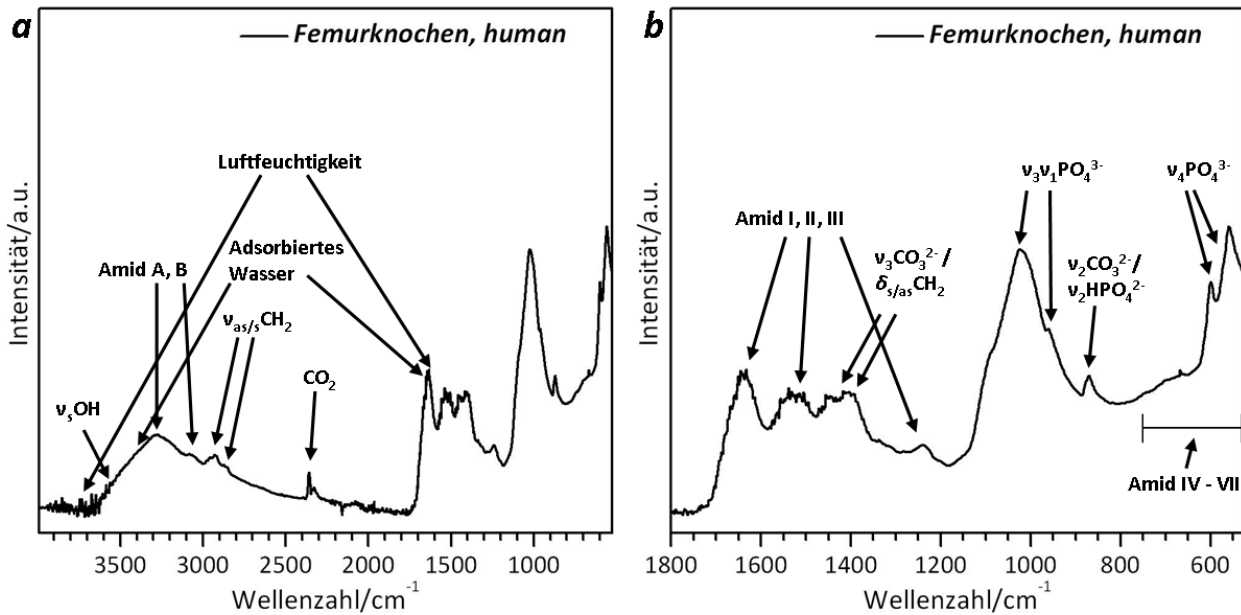 a
Femurknochen, human
Luftfeuchtigkeit
Adsorbiertes
Wasser
Amid A, B
νas/sCH2
CO2
νsOH
Intensität/a.u.
3500 3000 2500 2000 1500 1000
Wellenzahl/cm-1
b
Femurknochen, human
ν3ν1PO43-
ν4PO43-
Amid I, II, III
ν3CO32-/
δs/asCH2
ν2CO32-/
ν2HPO42-
Amid IV - VII
Intensität/a.u.
1800 1600 1400 1200 1000 800 600
Wellenzahl/cm-1